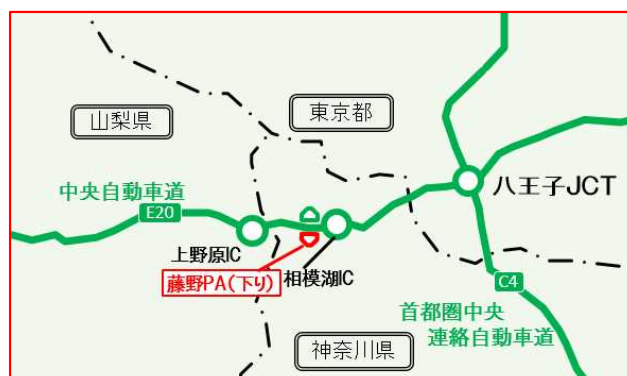 東京都
山梨県
八王子JCT
中央自動車道
E20
上野原IC
藤野PA(下り)
相模湖IC
C4
首都圏中央
連絡自動車道
神奈川県